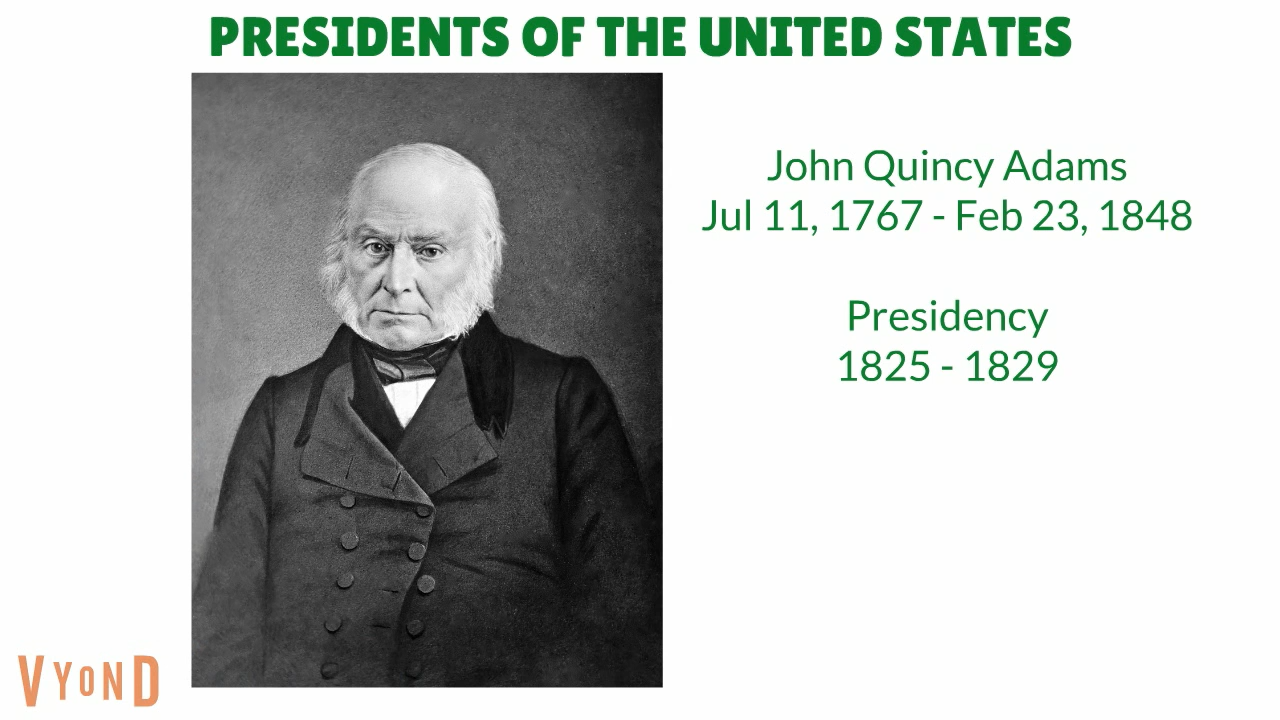 PRESIDENTS OF THE UNITED STATES
John Quincy Adams
Jul 11, 1767 - Feb 23, 1848
Presidency
1825 - 1829
VYOND